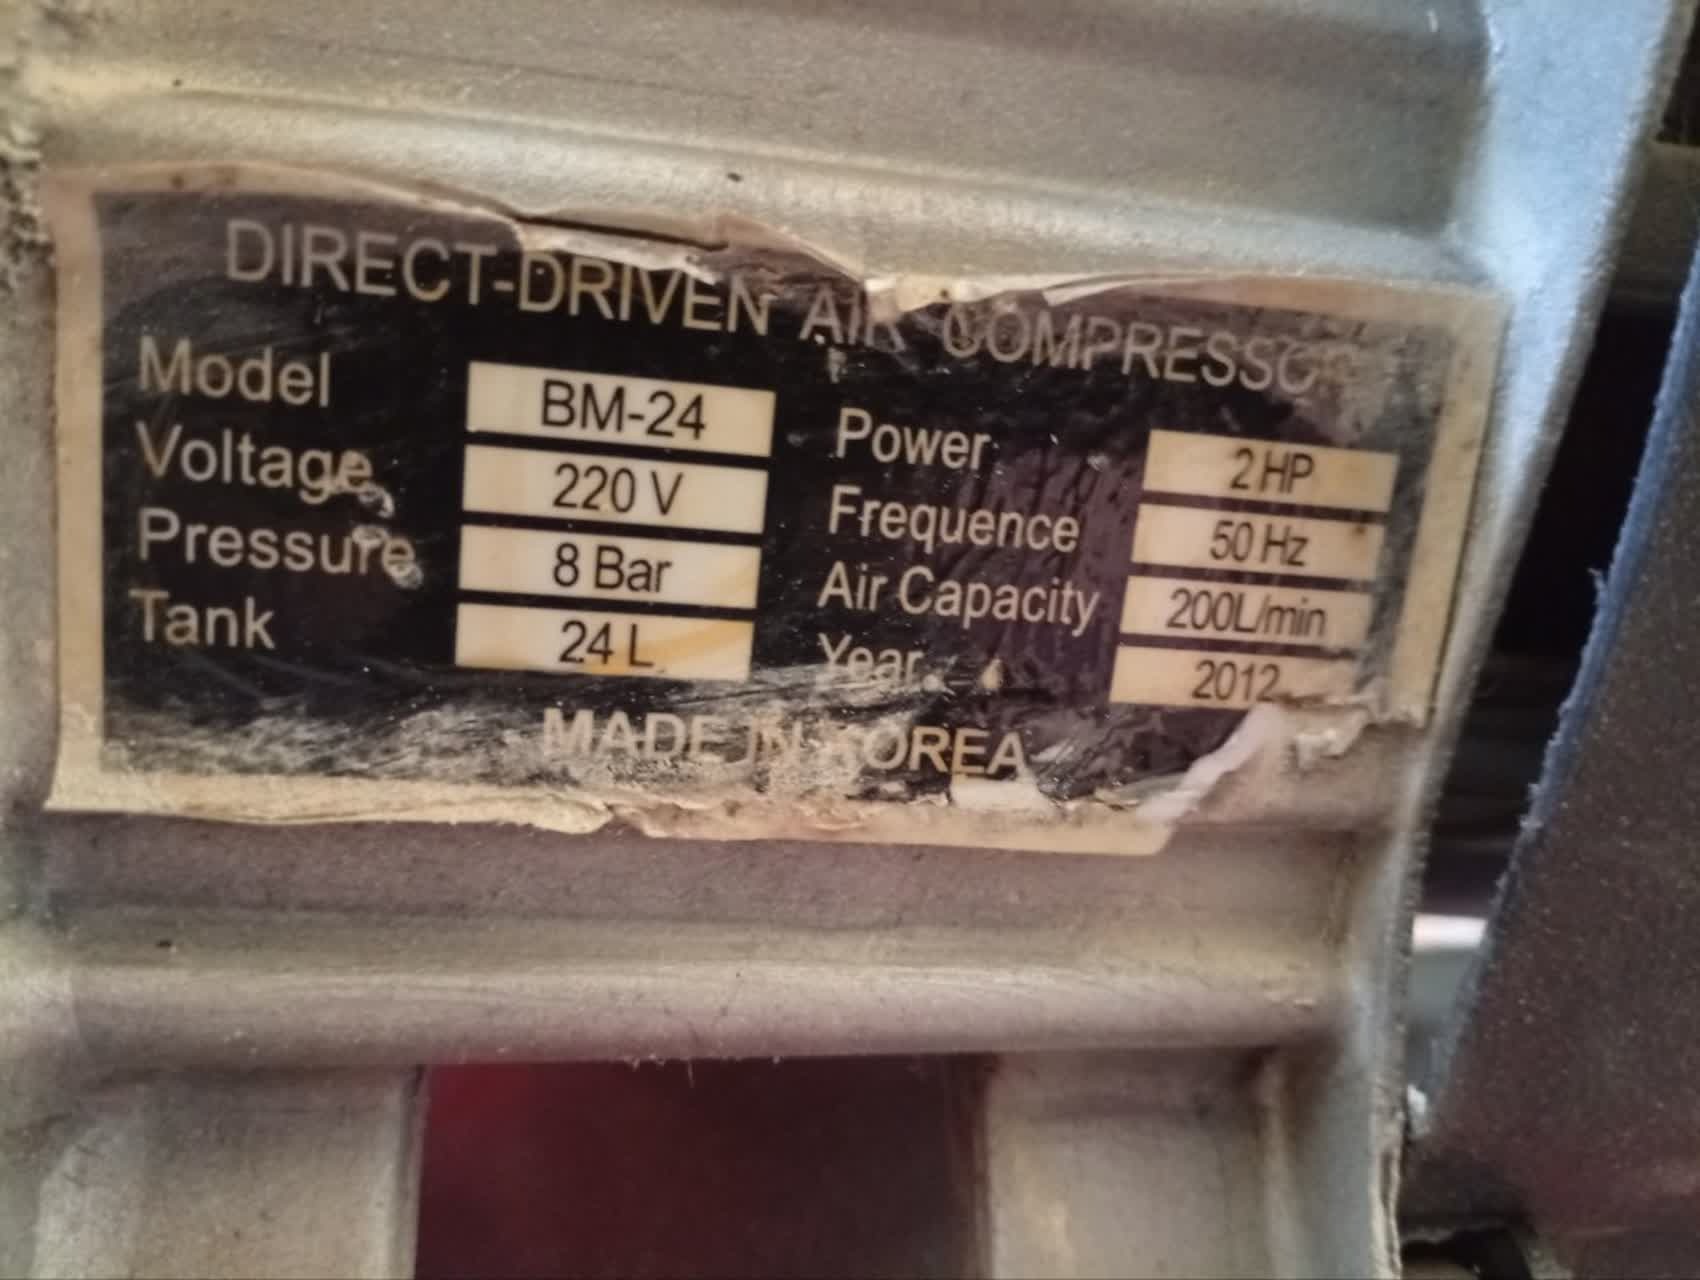 DIRECT-DRIVEN AIR COMPRESSOR
Model BM-24 Power 2 HP
Voltage 220 V Frequence 50 Hz
Pressure 8 Bar Air Capacity 200L/min
Tank 24 L Year 2012
MADE IN KOREA